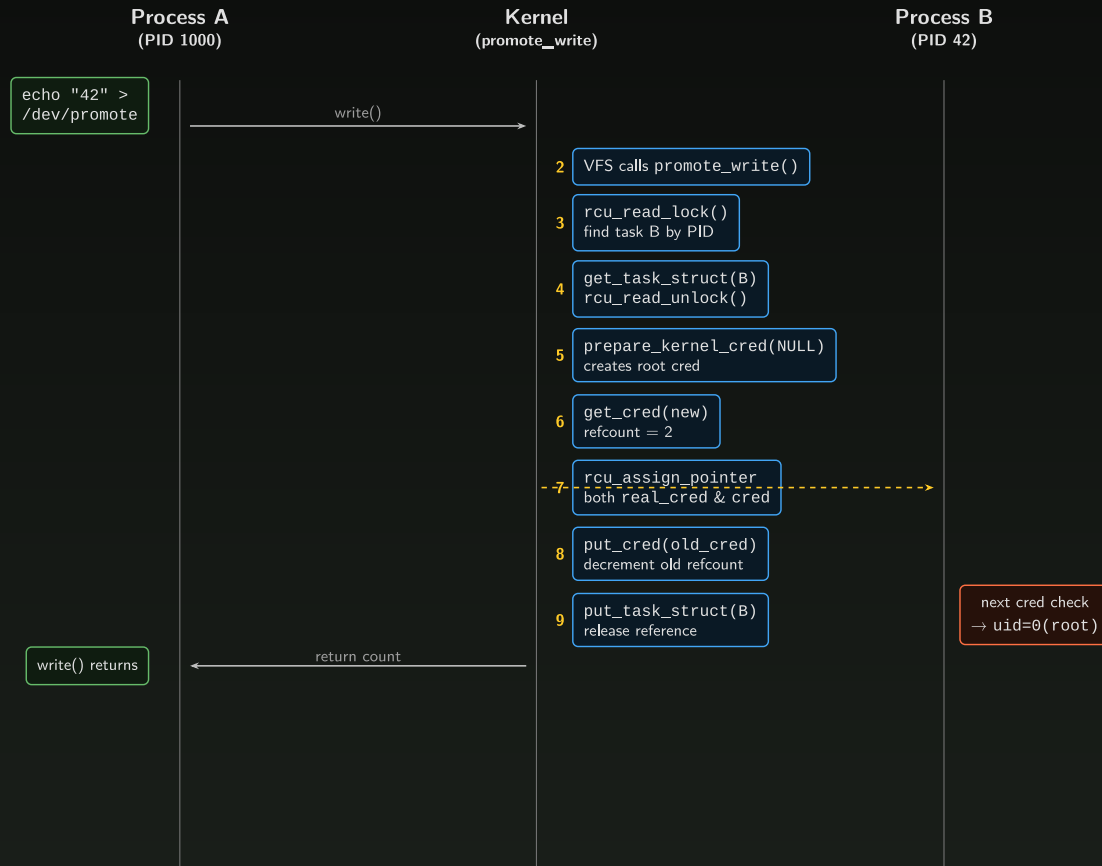 Process A
(PID 1000)
Kernel
(promote_write)
Process B
(PID 42)
echo "42" >
/dev/promote
write()
2 VFS calls promote_write()
3 rcu_read_lock()
find task B by PID
4 get_task_struct(B)
rcu_read_unlock()
5 prepare_kernel_cred(NULL)
creates root cred
6 get_cred(new)
refcount = 2
7 rcu_assign_pointer
both real_cred & cred
8 put_cred(old_cred)
decrement old refcount
9 put_task_struct(B)
release reference
next cred check
→ uid=0(root)
write() returns
return count